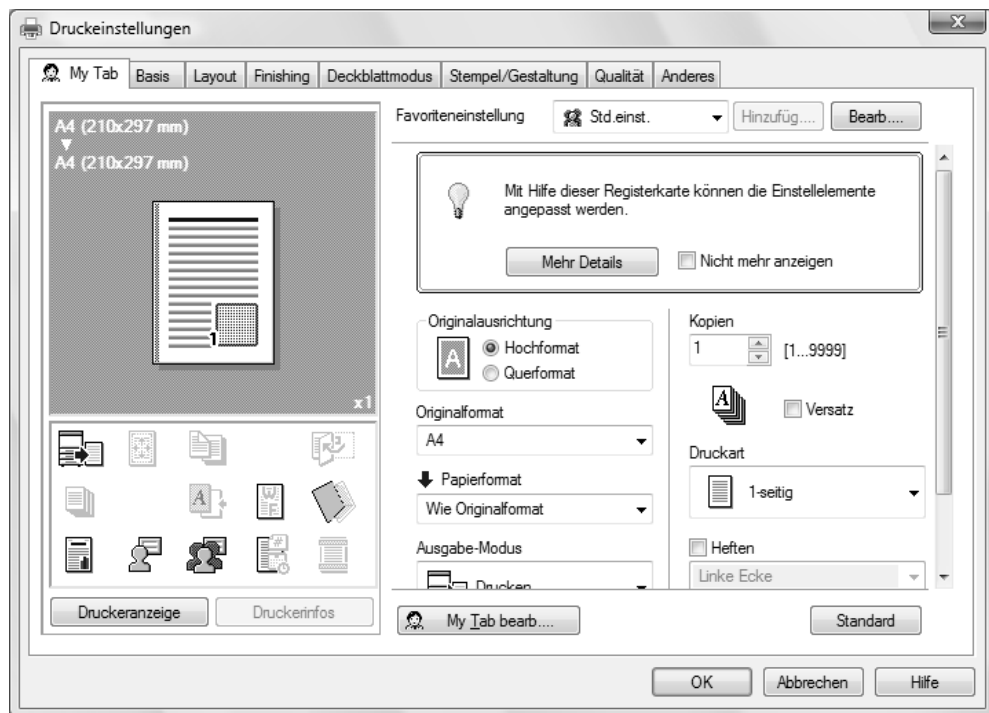 Druckeinstellungen
My Tab Basis Layout Finishing Deckblattmodus Stempel/Gestaltung Qualität Anderes
A4 (210x297 mm)
A4 (210x297 mm)
1
x1
Druckeranzeige Druckerinfos
Favoriteneinstellung Std.einst. Hinzufüg.... Bearb....
Mit Hilfe dieser Registerkarte können die Einstellelemente
angepasst werden.
Mehr Details Nicht mehr anzeigen
Originalausrichtung
A Hochformat
Querformat
Originalformat
A4
Papierformat
Wie Originalformat
Ausgabe-Modus
Drucken
Kopien
1 [1...9999]
A Versatz
Druckart
1-seitig
Heften
Linke Ecke
My Tab bearb.... Standard
OK Abbrechen Hilfe